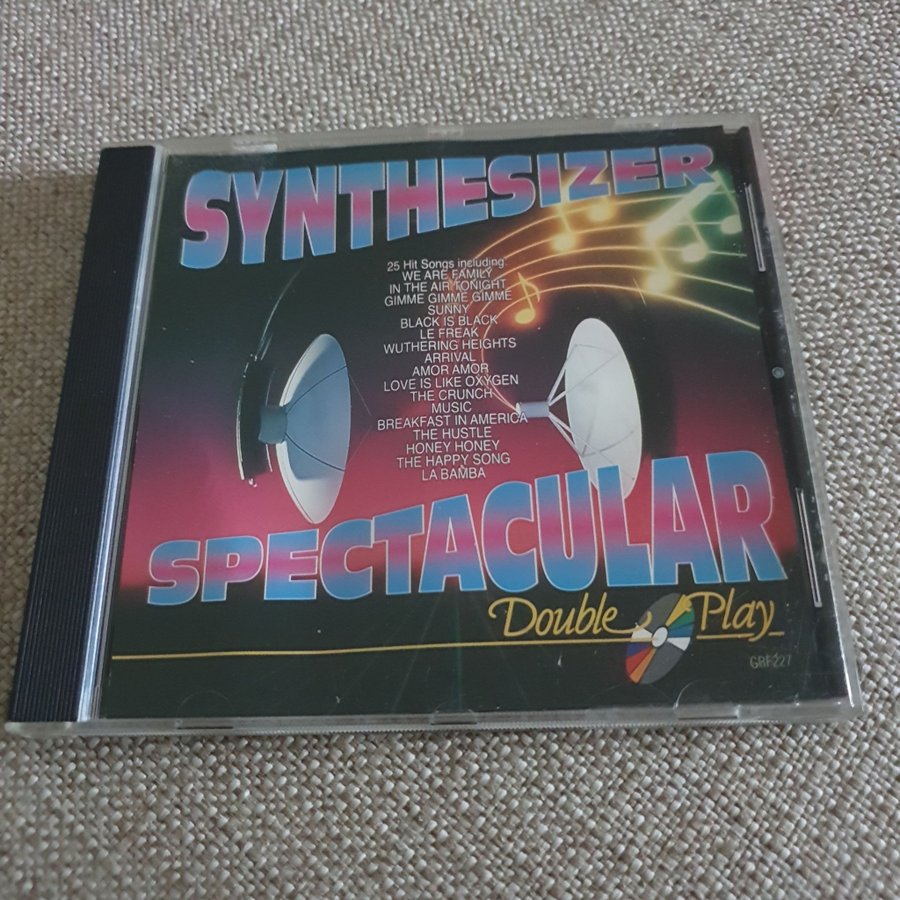 SYNTHESIZER
25 Hit Songs including:
WE ARE FAMILY
IN THE AIR TONIGHT
GIMME GIMME GIMME
SUNNY
BLACK IS BLACK
LE FREAK
WUTHERING HEIGHTS
ARRIVAL
AMOR AMOR
LOVE IS LIKE OXYGEN
THE CRUNCH
MUSIC
BREAKFAST IN AMERICA
THE HUSTLE
HONEY HONEY
THE HAPPY SONG
LA BAMBA
SPECTACULAR
Double Play
GRF227